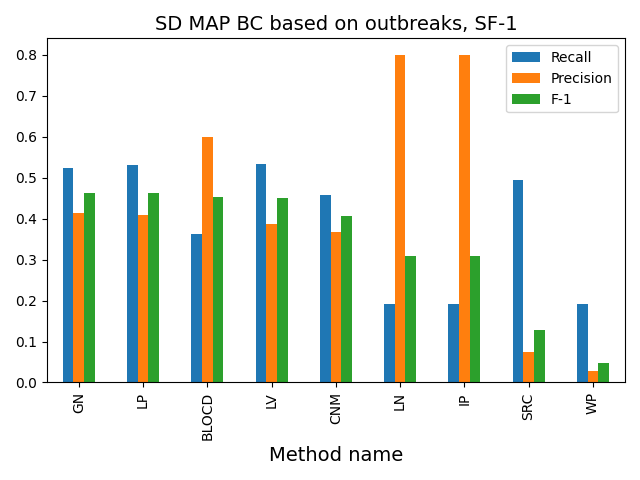 SD MAP BC based on outbreaks, SF-1
Recall
Precision
F-1
0.8
0.7
0.6
0.5
0.4
0.3
0.2
0.1
0.0
GN
LP
BLOCD
LV
CNM
LN
IP
SRC
WP
Method name